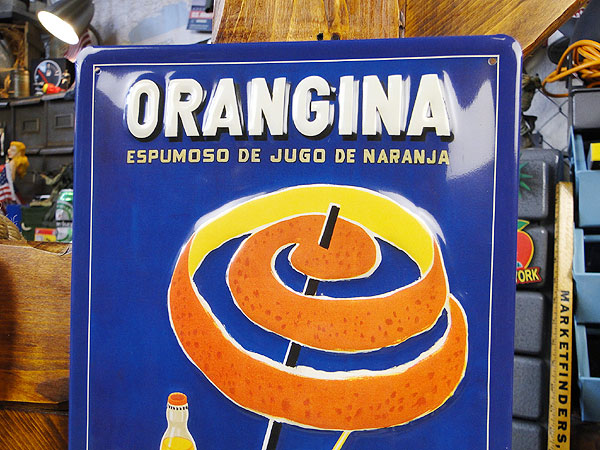 ORANGINA
ESPUMOSO DE JUGO DE NARANJA
YORK
MARKETFINDERS,